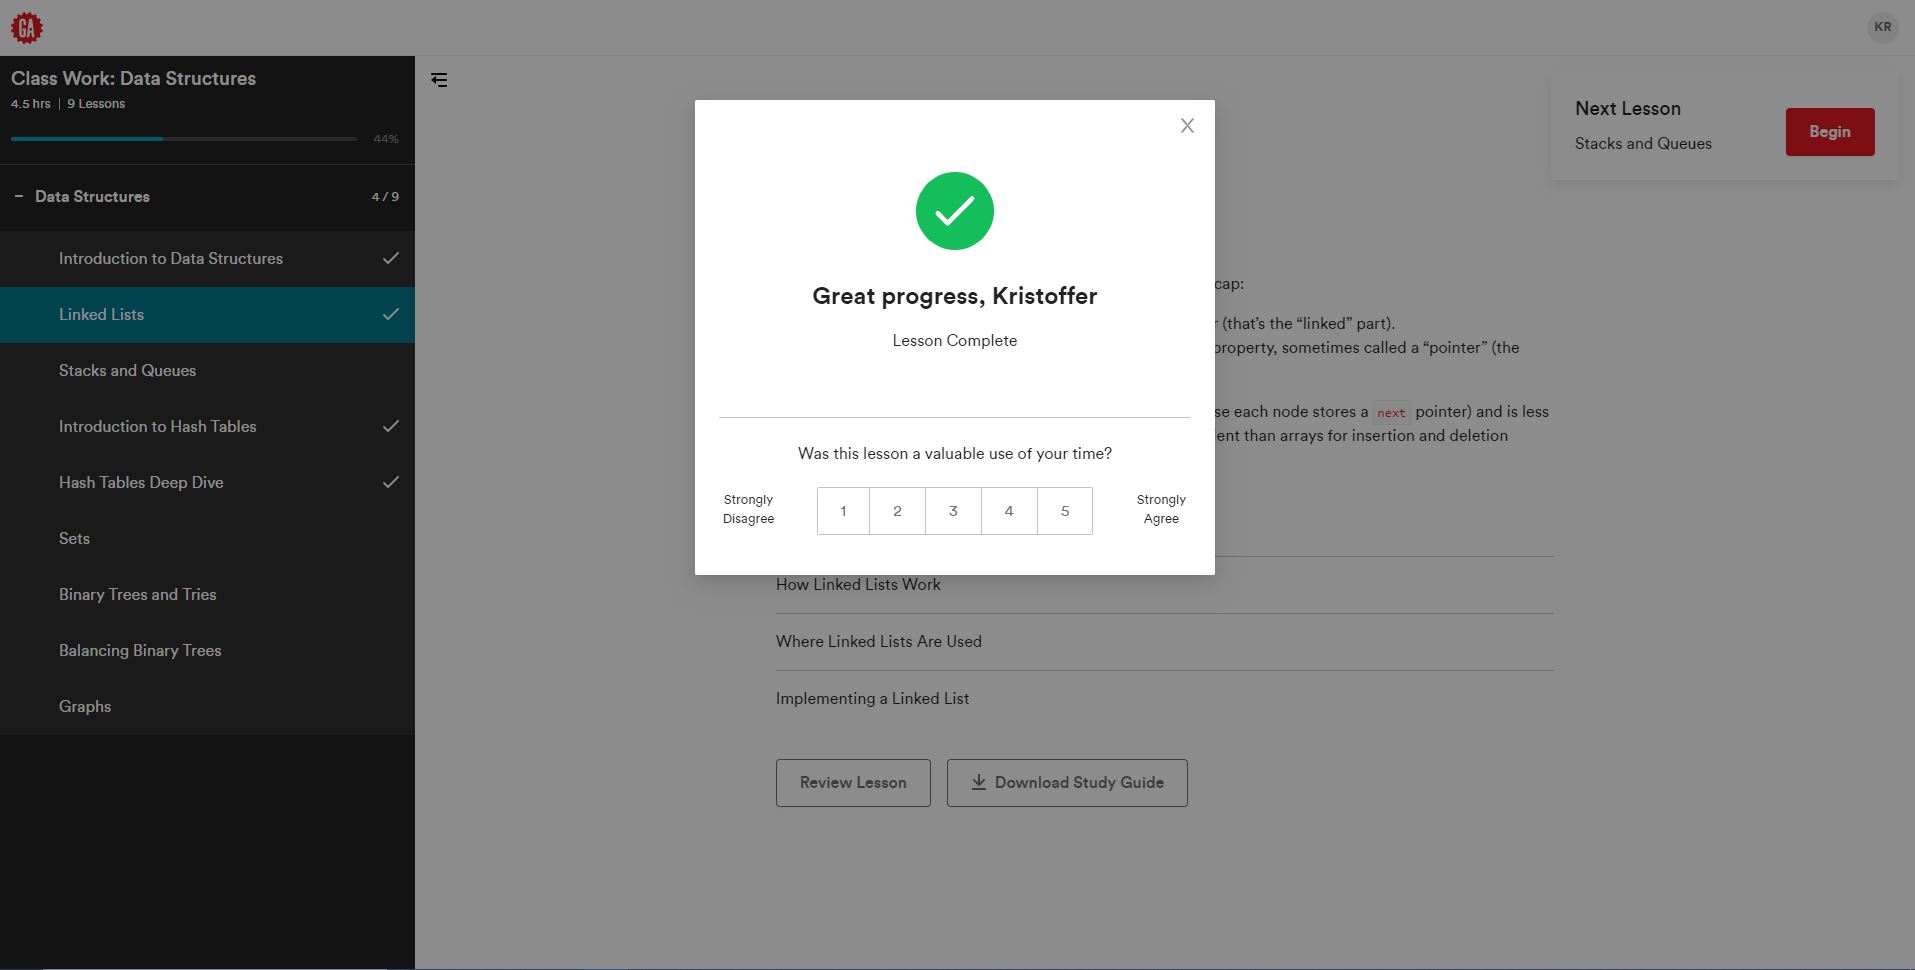 GA
KR
Class Work: Data Structures
4.5 hrs | 9 Lessons
44%
Data Structures
4 / 9
Introduction to Data Structures
Linked Lists
Stacks and Queues
Introduction to Hash Tables
Hash Tables Deep Dive
Sets
Binary Trees and Tries
Balancing Binary Trees
Graphs
Great progress, Kristoffer
Lesson Complete
Was this lesson a valuable use of your time?
Strongly
Disagree
1 2 3 4 5
Strongly
Agree
Next Lesson
Stacks and Queues
Begin
cap:
(that’s the “linked” part).
property, sometimes called a “pointer” (the
se each node stores a next pointer) and is less
ent than arrays for insertion and deletion
How Linked Lists Work
Where Linked Lists Are Used
Implementing a Linked List
Review Lesson
Download Study Guide